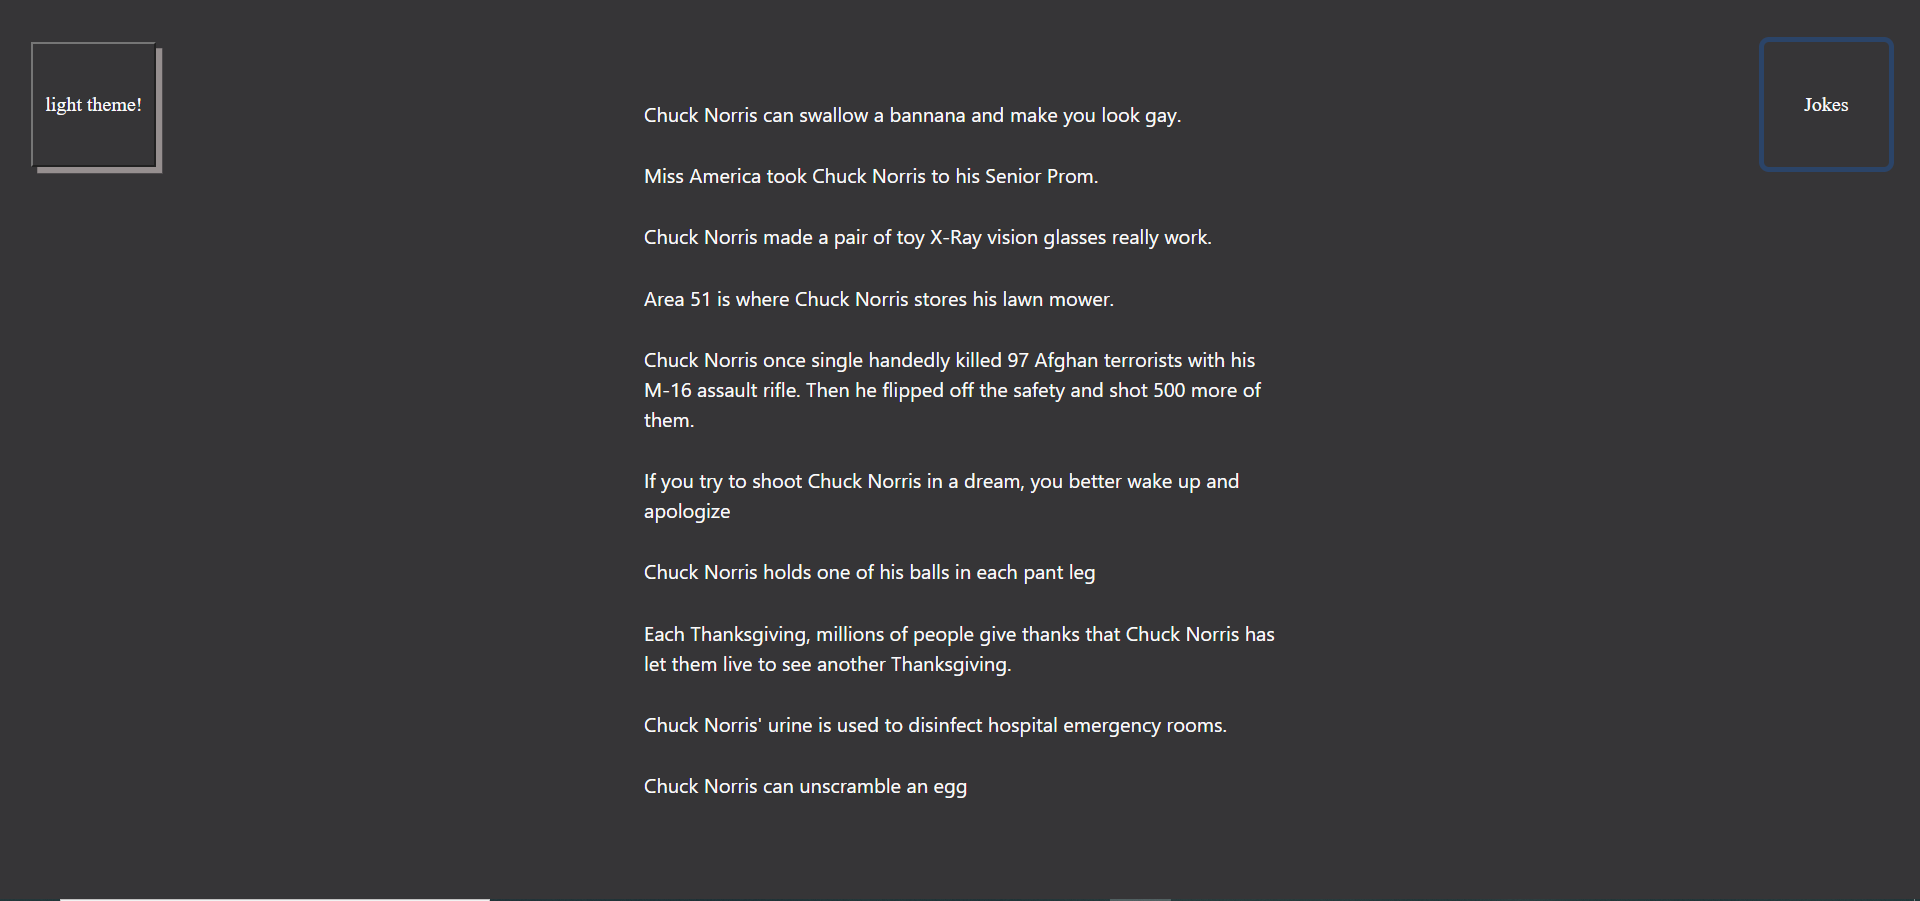 light theme!
Jokes
Chuck Norris can swallow a bannana and make you look gay.
Miss America took Chuck Norris to his Senior Prom.
Chuck Norris made a pair of toy X-Ray vision glasses really work.
Area 51 is where Chuck Norris stores his lawn mower.
Chuck Norris once single handedly killed 97 Afghan terrorists with his
M-16 assault rifle. Then he flipped off the safety and shot 500 more of
them.
If you try to shoot Chuck Norris in a dream, you better wake up and
apologize
Chuck Norris holds one of his balls in each pant leg
Each Thanksgiving, millions of people give thanks that Chuck Norris has
let them live to see another Thanksgiving.
Chuck Norris' urine is used to disinfect hospital emergency rooms.
Chuck Norris can unscramble an egg